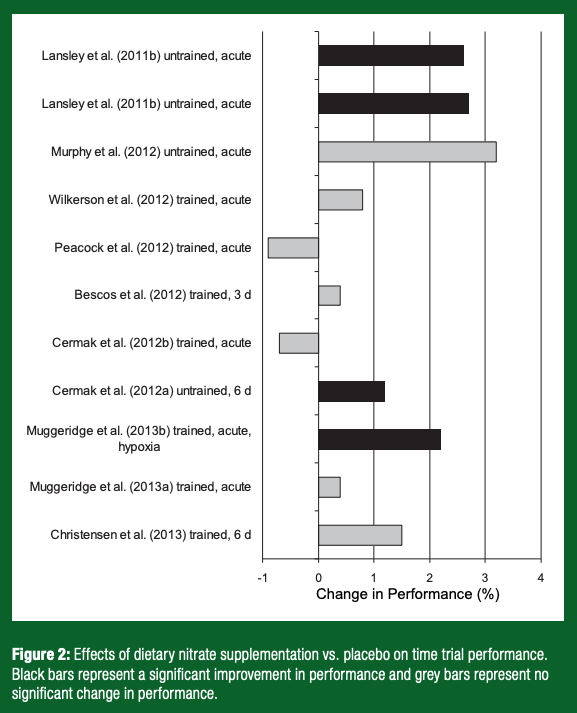 Lansley et al. (2011b) untrained, acute
Lansley et al. (2011b) untrained, acute
Murphy et al. (2012) untrained, acute
Wilkerson et al. (2012) trained, acute
Peacock et al. (2012) trained, acute
Bescos et al. (2012) trained, 3 d
Cermak et al. (2012b) trained, acute
Cermak et al. (2012a) untrained, 6 d
Muggeridge et al. (2013b) trained, acute,
hypoxia
Muggeridge et al. (2013a) trained, acute
Christensen et al. (2013) trained, 6 d
-1 0 1 2 3 4
Change in Performance (%)
Figure 2: Effects of dietary nitrate supplementation vs. placebo on time trial performance.
Black bars represent a significant improvement in performance and grey bars represent no
significant change in performance.